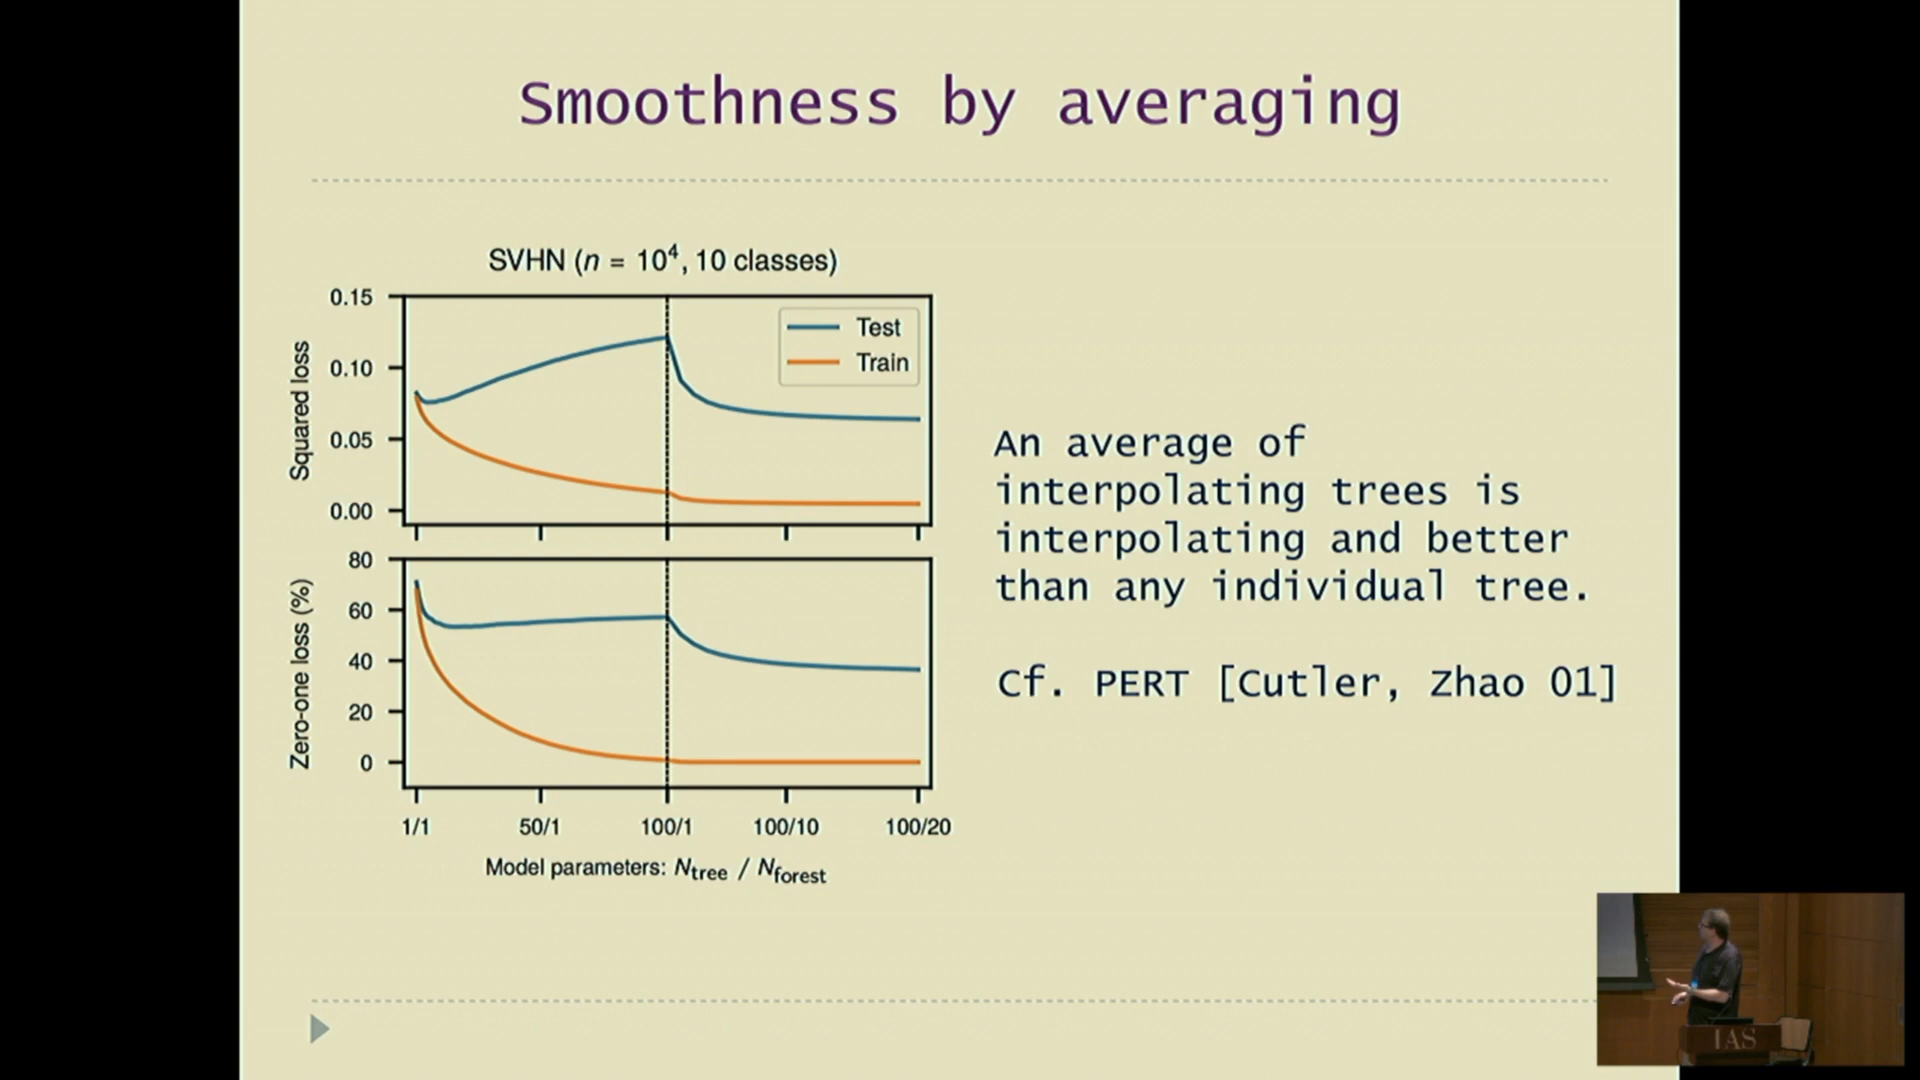 Smoothness by averaging
SVHN (n = 10⁴, 10 classes)
0.15
0.10
0.05
0.00
Squared loss
Test
Train
80
60
40
20
0
Zero-one loss (%)
1/1
50/1
100/1
100/10
100/20
Model parameters: N_tree / N_forest
An average of
interpolating trees is
interpolating and better
than any individual tree.
Cf. PERT [Cutler, Zhao 01]
IAS